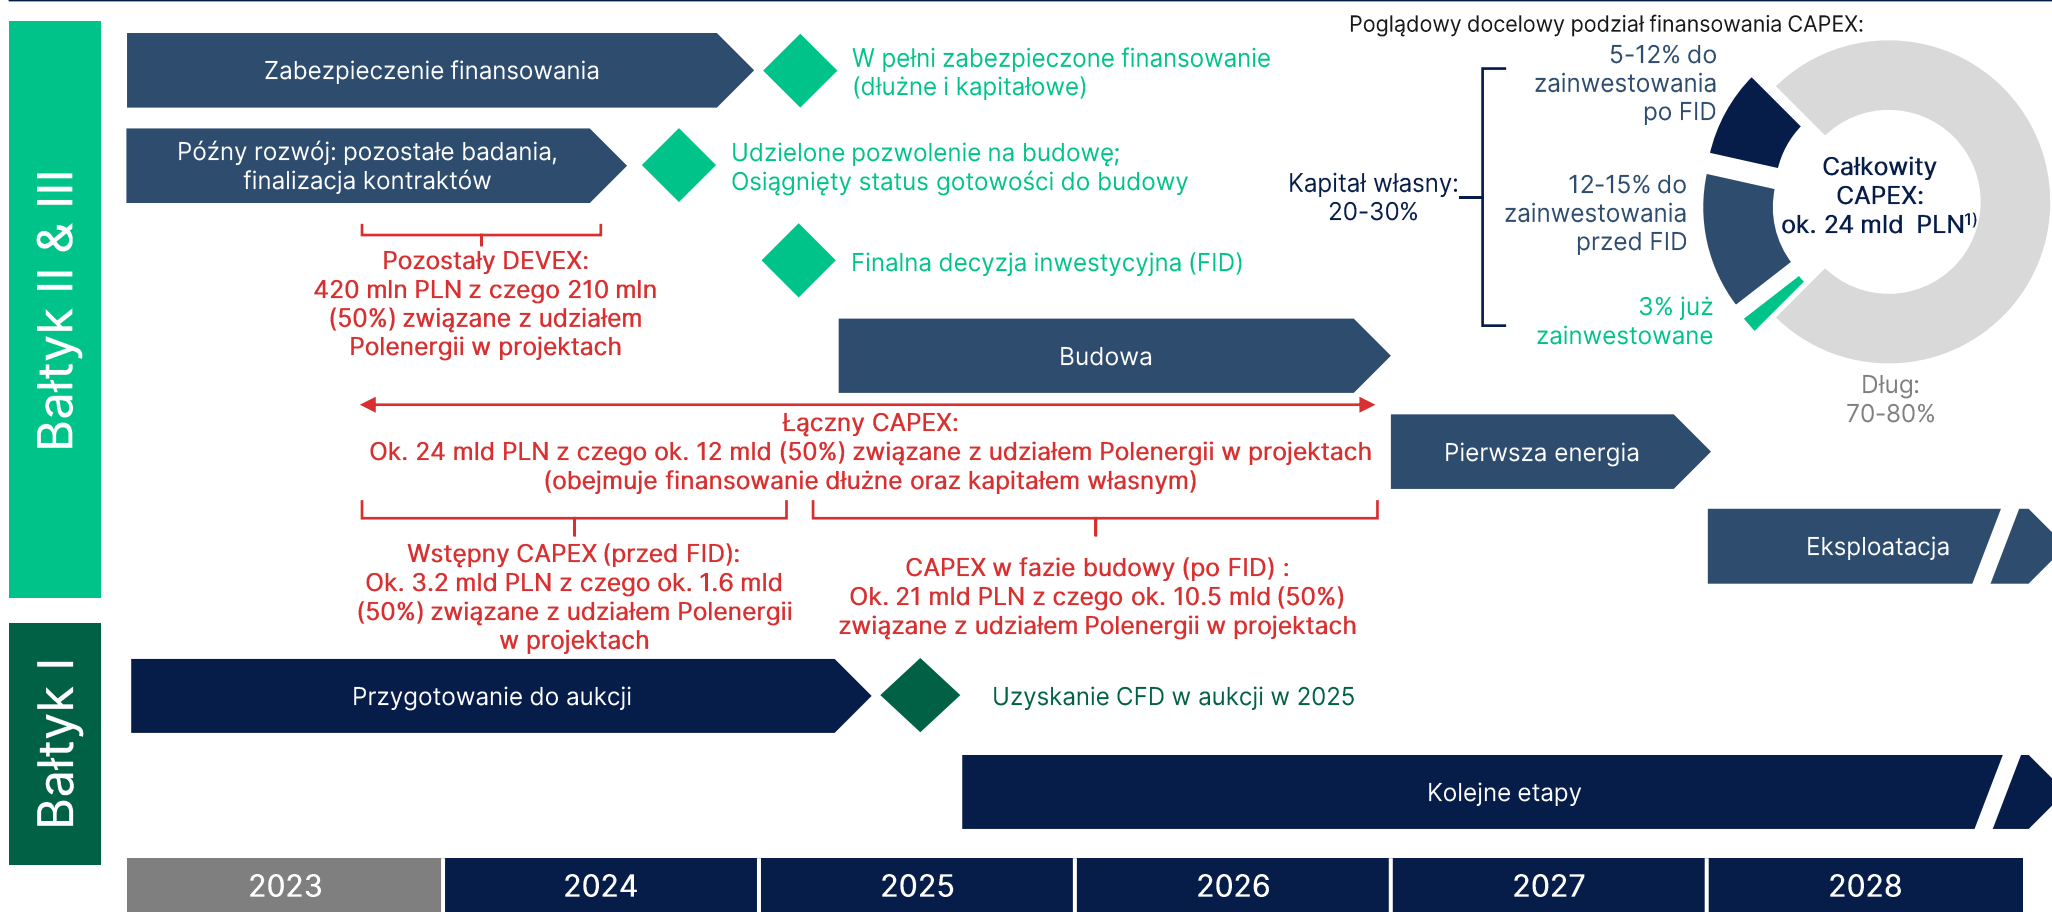 Poglądowy docelowy podział finansowania CAPEX:
Bałtyk II & III
Zabezpieczenie finansowania
W pełni zabezpieczone finansowanie
(dłużne i kapitałowe)
Późny rozwój: pozostałe badania,
finalizacja kontraktów
Udzielone pozwolenie na budowę;
Osiągnięty status gotowości do budowy
Pozostały DEVEX:
420 mln PLN z czego 210 mln
(50%) związane z udziałem
Polenergii w projektach
Finalna decyzja inwestycyjna (FID)
Kapitał własny:
20-30%
5-12% do
zainwestowania
po FID
12-15% do
zainwestowania
przed FID
3% już
zainwestowane
Całkowity
CAPEX:
ok. 24 mld PLN¹⁾
Dług:
70-80%
Budowa
Łączny CAPEX:
Ok. 24 mld PLN z czego ok. 12 mld (50%) związane z udziałem Polenergii w projektach
(obejmuje finansowanie dłużne oraz kapitałem własnym)
Pierwsza energia
Eksploatacja
Wstępny CAPEX (przed FID):
Ok. 3.2 mld PLN z czego ok. 1.6 mld
(50%) związane z udziałem Polenergii
w projektach
CAPEX w fazie budowy (po FID) :
Ok. 21 mld PLN z czego ok. 10.5 mld (50%)
związane z udziałem Polenergii w projektach
Bałtyk I
Przygotowanie do aukcji
Uzyskanie CFD w aukcji w 2025
Kolejne etapy
2023
2024
2025
2026
2027
2028